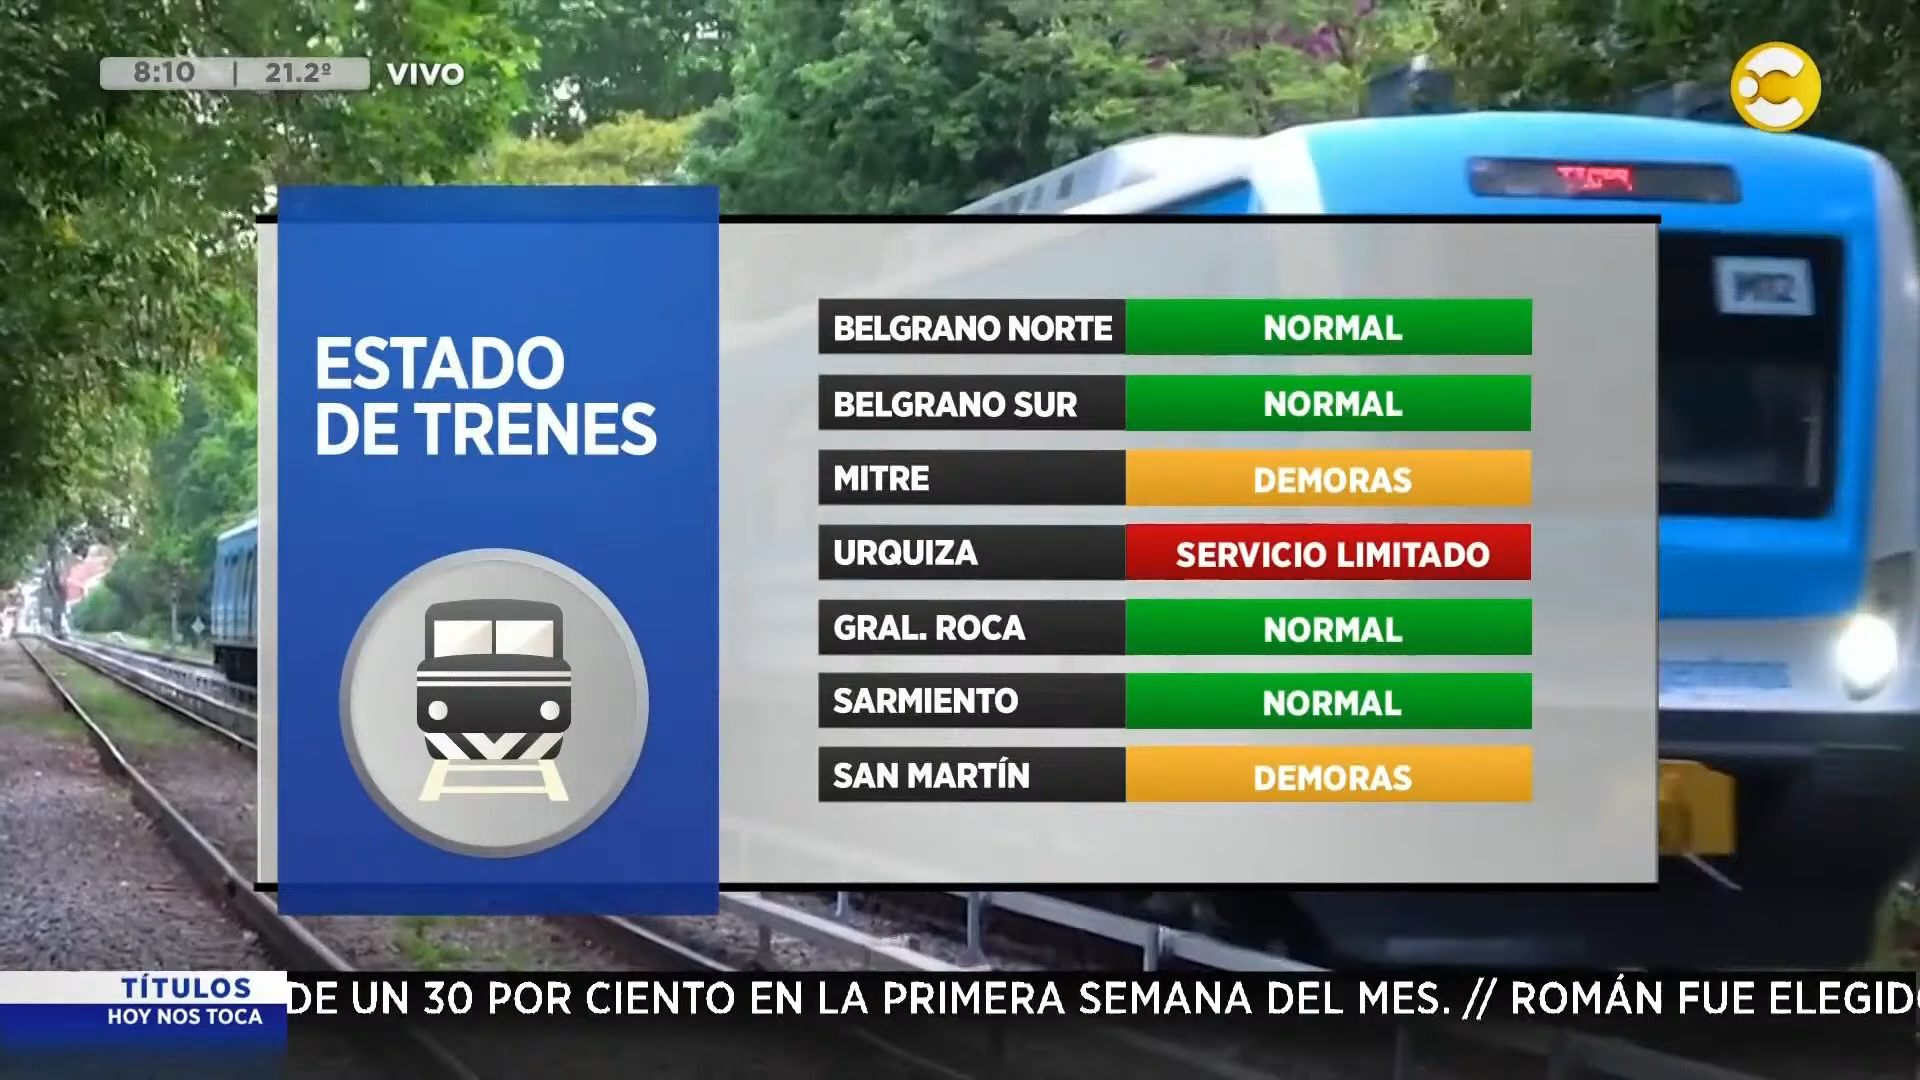 8:10 | 21.2º VIVO
ESTADO
DE TRENES
BELGRANO NORTE NORMAL
BELGRANO SUR NORMAL
MITRE DEMORAS
URQUIZA SERVICIO LIMITADO
GRAL. ROCA NORMAL
SARMIENTO NORMAL
SAN MARTÍN DEMORAS
TÍTULOS
HOY NOS TOCA
DE UN 30 POR CIENTO EN LA PRIMERA SEMANA DEL MES. // ROMÁN FUE ELEGIDO